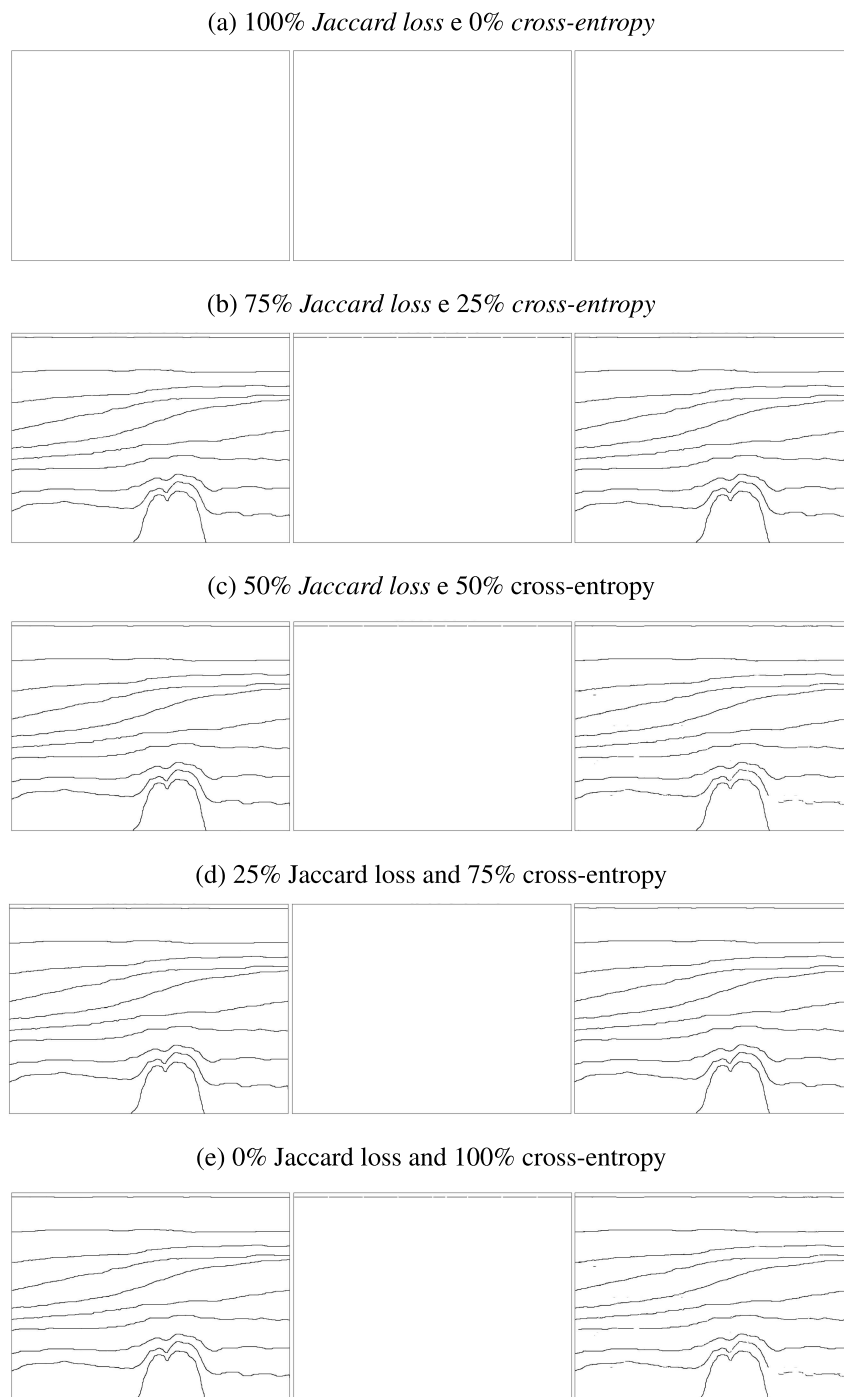 (a) 100% Jaccard loss e 0% cross-entropy
(b) 75% Jaccard loss e 25% cross-entropy
(c) 50% Jaccard loss e 50% cross-entropy
(d) 25% Jaccard loss and 75% cross-entropy
(e) 0% Jaccard loss and 100% cross-entropy